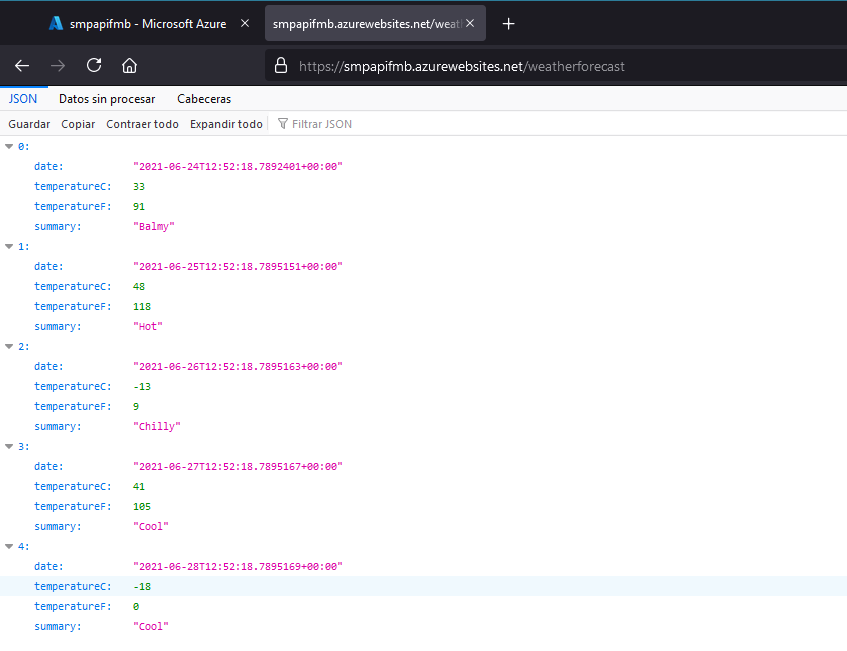 smpapifmb - Microsoft Azure
smpapifmb.azurewebsites.net/weat
https://smpapifmb.azurewebsites.net/weatherforecast
JSON Datos sin procesar Cabeceras
Guardar Copiar Contraer todo Expandir todo Filtrar JSON
0:
date: "2021-06-24T12:52:18.7892401+00:00"
temperatureC: 33
temperatureF: 91
summary: "Balmy"
1:
date: "2021-06-25T12:52:18.7895151+00:00"
temperatureC: 48
temperatureF: 118
summary: "Hot"
2:
date: "2021-06-26T12:52:18.7895163+00:00"
temperatureC: -13
temperatureF: 9
summary: "Chilly"
3:
date: "2021-06-27T12:52:18.7895167+00:00"
temperatureC: 41
temperatureF: 105
summary: "Cool"
4:
date: "2021-06-28T12:52:18.7895169+00:00"
temperatureC: -18
temperatureF: 0
summary: "Cool"